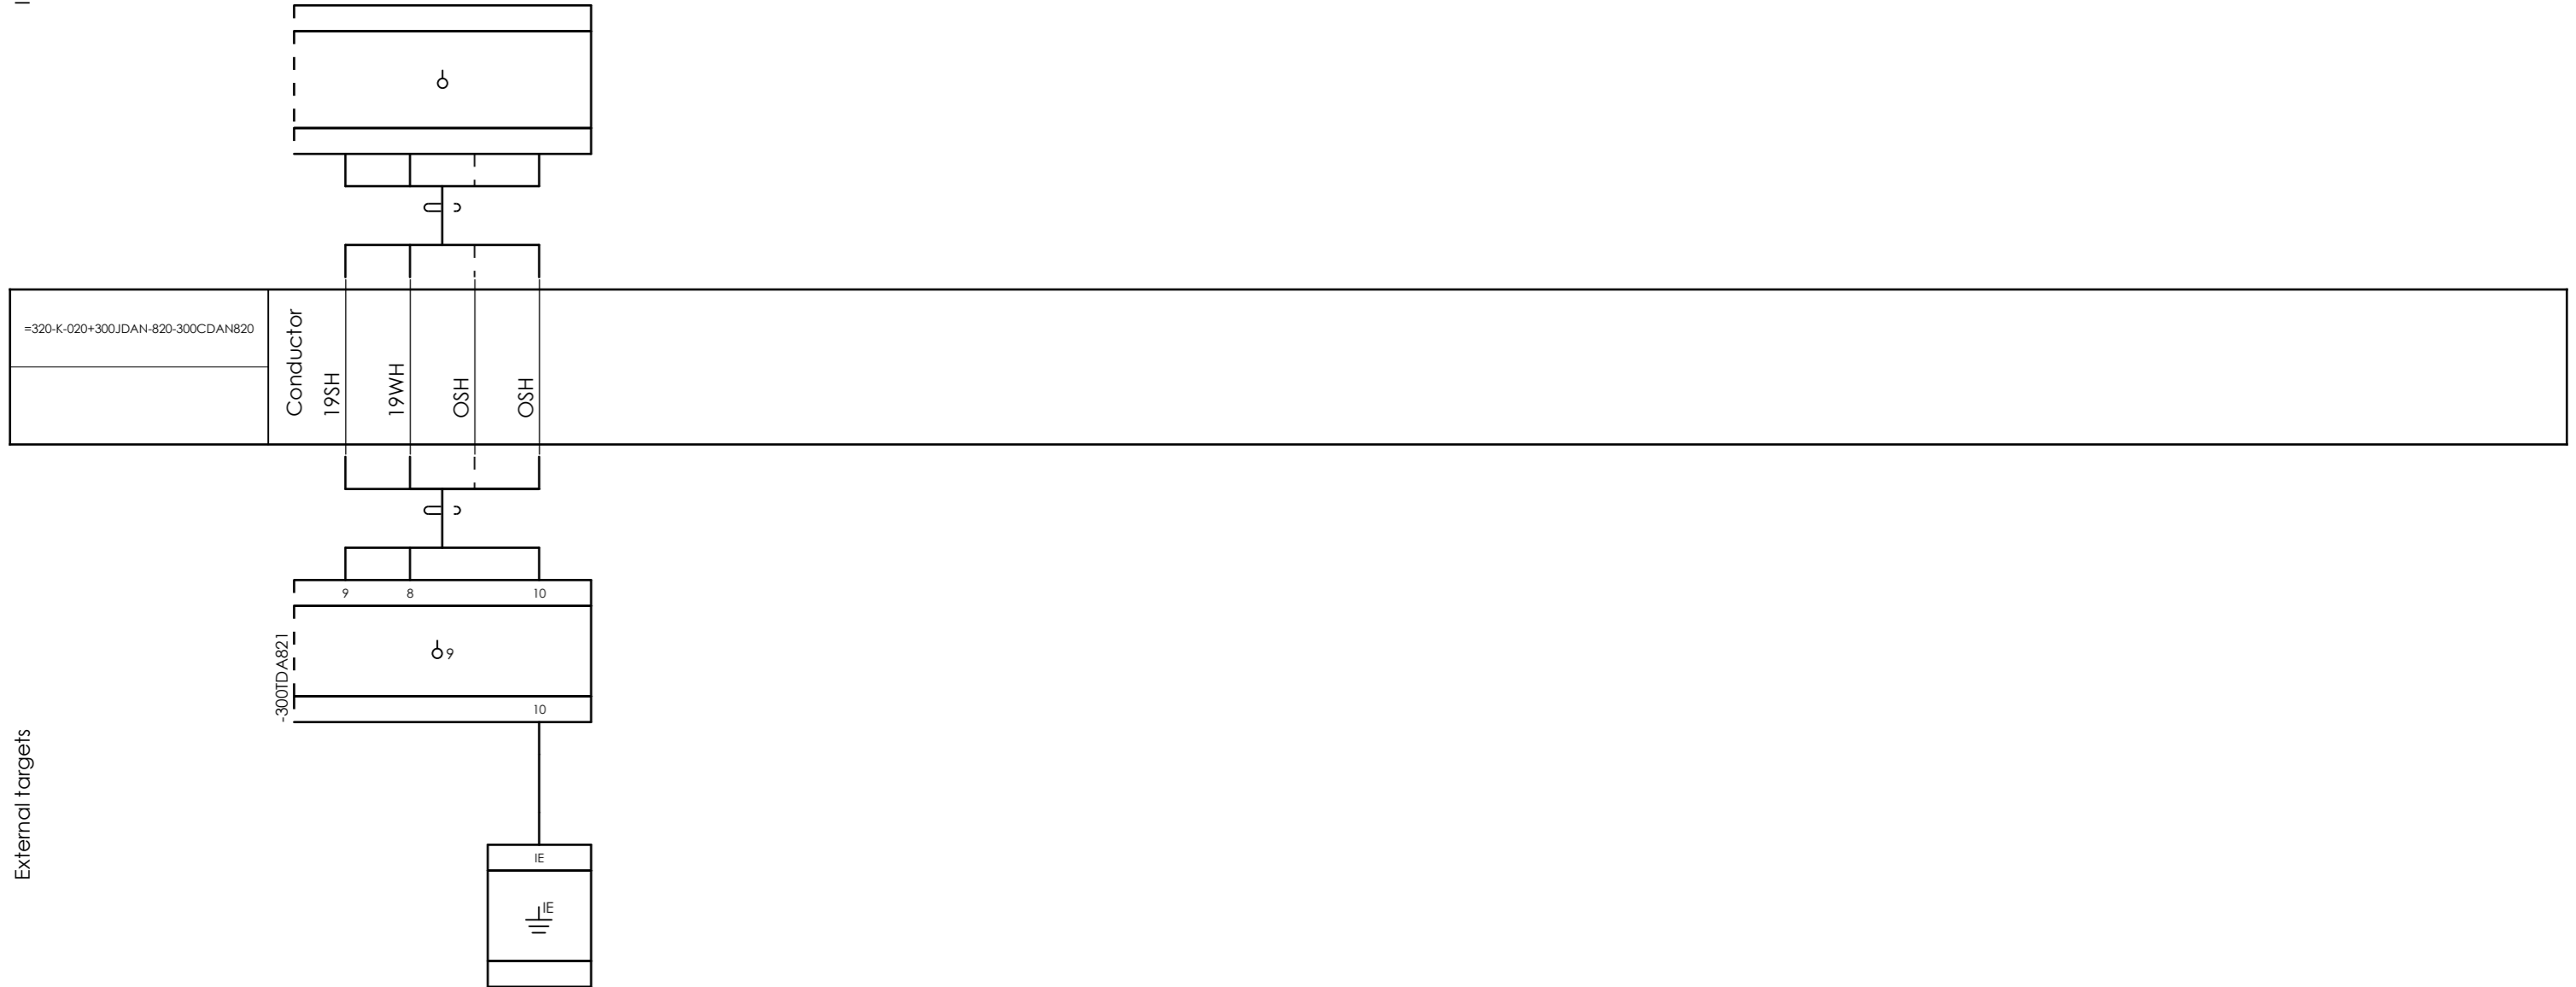 =320-K-020+300JDAN-820-300CDAN820
Conductor
19SH
19WH
OSH
OSH
9
8
10
-300TDA821
9
10
External targets
IE
IE